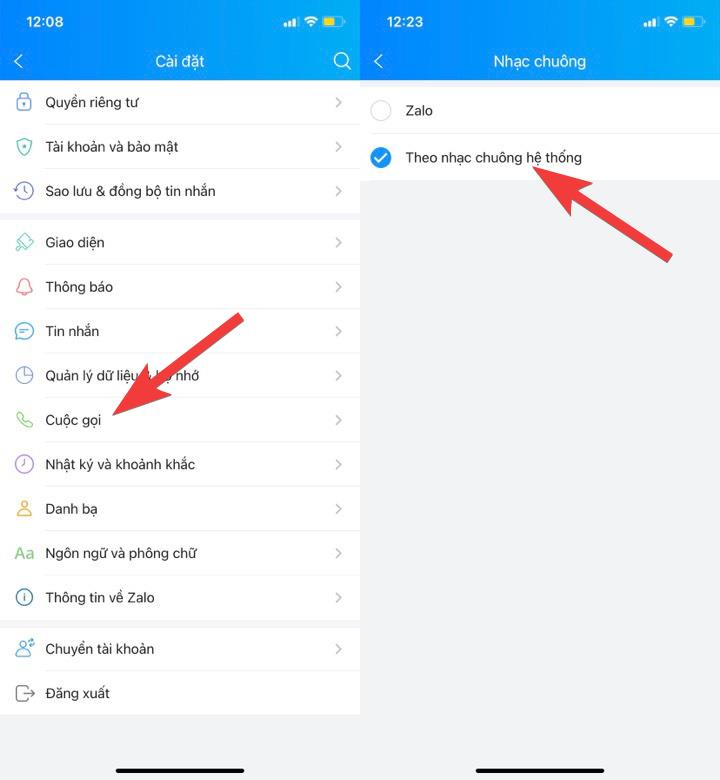 12:08
Cài đặt
Quyền riêng tư
Tài khoản và bảo mật
Sao lưu & đồng bộ tin nhắn
Giao diện
Thông báo
Tin nhắn
Quản lý dữ liệu & bộ nhớ
Cuộc gọi
Nhật ký và khoảnh khắc
Danh bạ
Aa Ngôn ngữ và phông chữ
Thông tin về Zalo
Chuyển tài khoản
Đăng xuất
12:23
Nhạc chuông
Zalo
Theo nhạc chuông hệ thống